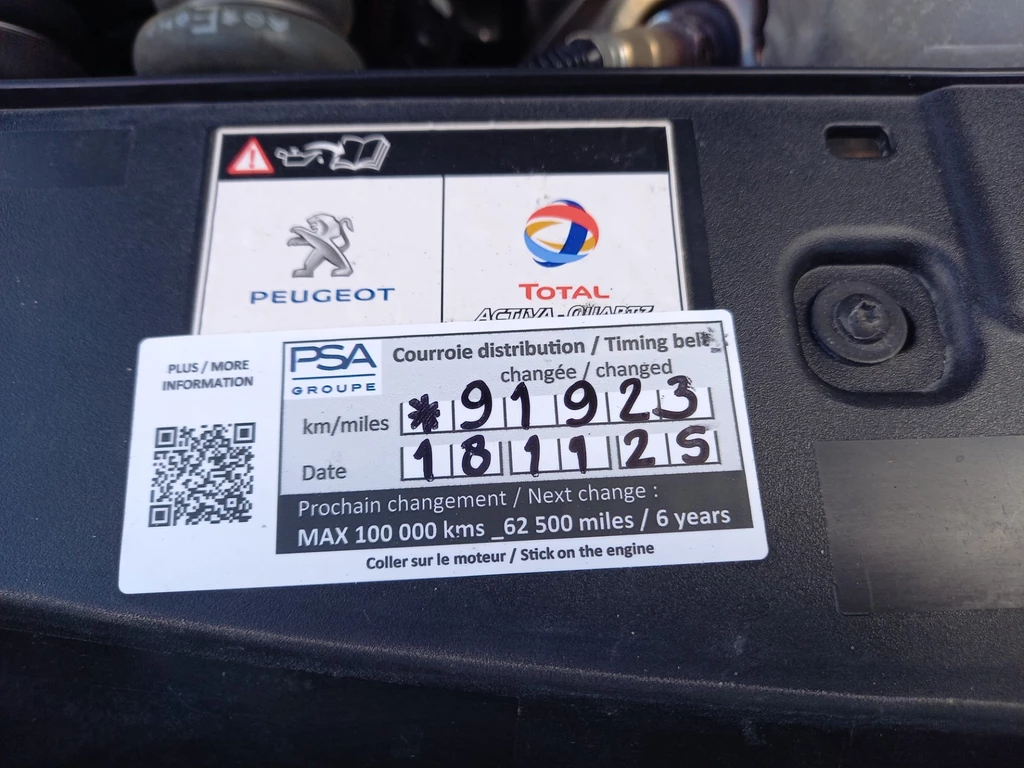 PEUGEOT
TOTAL
ACTIVA - QUARTZ
PLUS / MORE
INFORMATION
PSA
GROUPE
Courroie distribution / Timing belt
changée / changed
km/miles *91923
Date 181125
Prochain changement / Next change :
MAX 100 000 kms _62 500 miles / 6 years
Coller sur le moteur / Stick on the engine